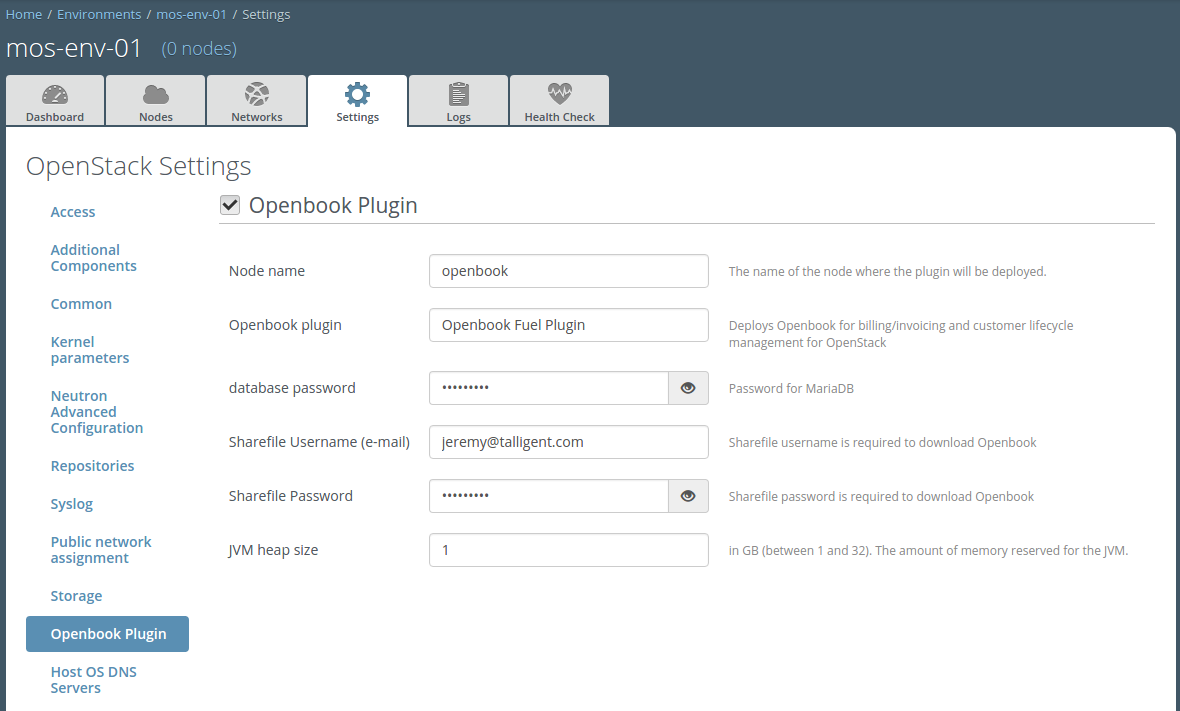 Home / Environments / mos-env-01 / Settings
mos-env-01 (0 nodes)
Dashboard Nodes Networks Settings Logs Health Check
OpenStack Settings
Access
Additional
Components
Common
Kernel
parameters
Neutron
Advanced
Configuration
Repositories
Syslog
Public network
assignment
Storage
Openbook Plugin
Host OS DNS
Servers
Openbook Plugin
Node name openbook The name of the node where the plugin will be deployed.
Openbook plugin Openbook Fuel Plugin Deploys Openbook for billing/invoicing and customer lifecycle
management for OpenStack
database password ••••••••• Password for MariaDB
Sharefile Username (e-mail) jeremy@talligent.com Sharefile username is required to download Openbook
Sharefile Password ••••••••• Sharefile password is required to download Openbook
JVM heap size 1 in GB (between 1 and 32). The amount of memory reserved for the JVM.